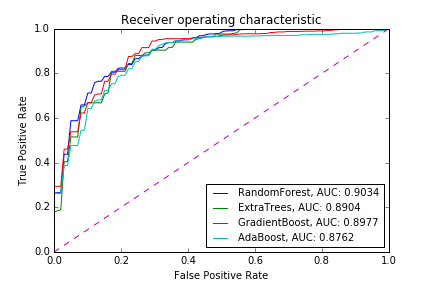 Receiver operating characteristic
1.0
0.8
0.6
0.4
0.2
0.0
True Positive Rate
RandomForest, AUC: 0.9034
ExtraTrees, AUC: 0.8904
GradientBoost, AUC: 0.8977
AdaBoost, AUC: 0.8762
0.0 0.2 0.4 0.6 0.8 1.0
False Positive Rate